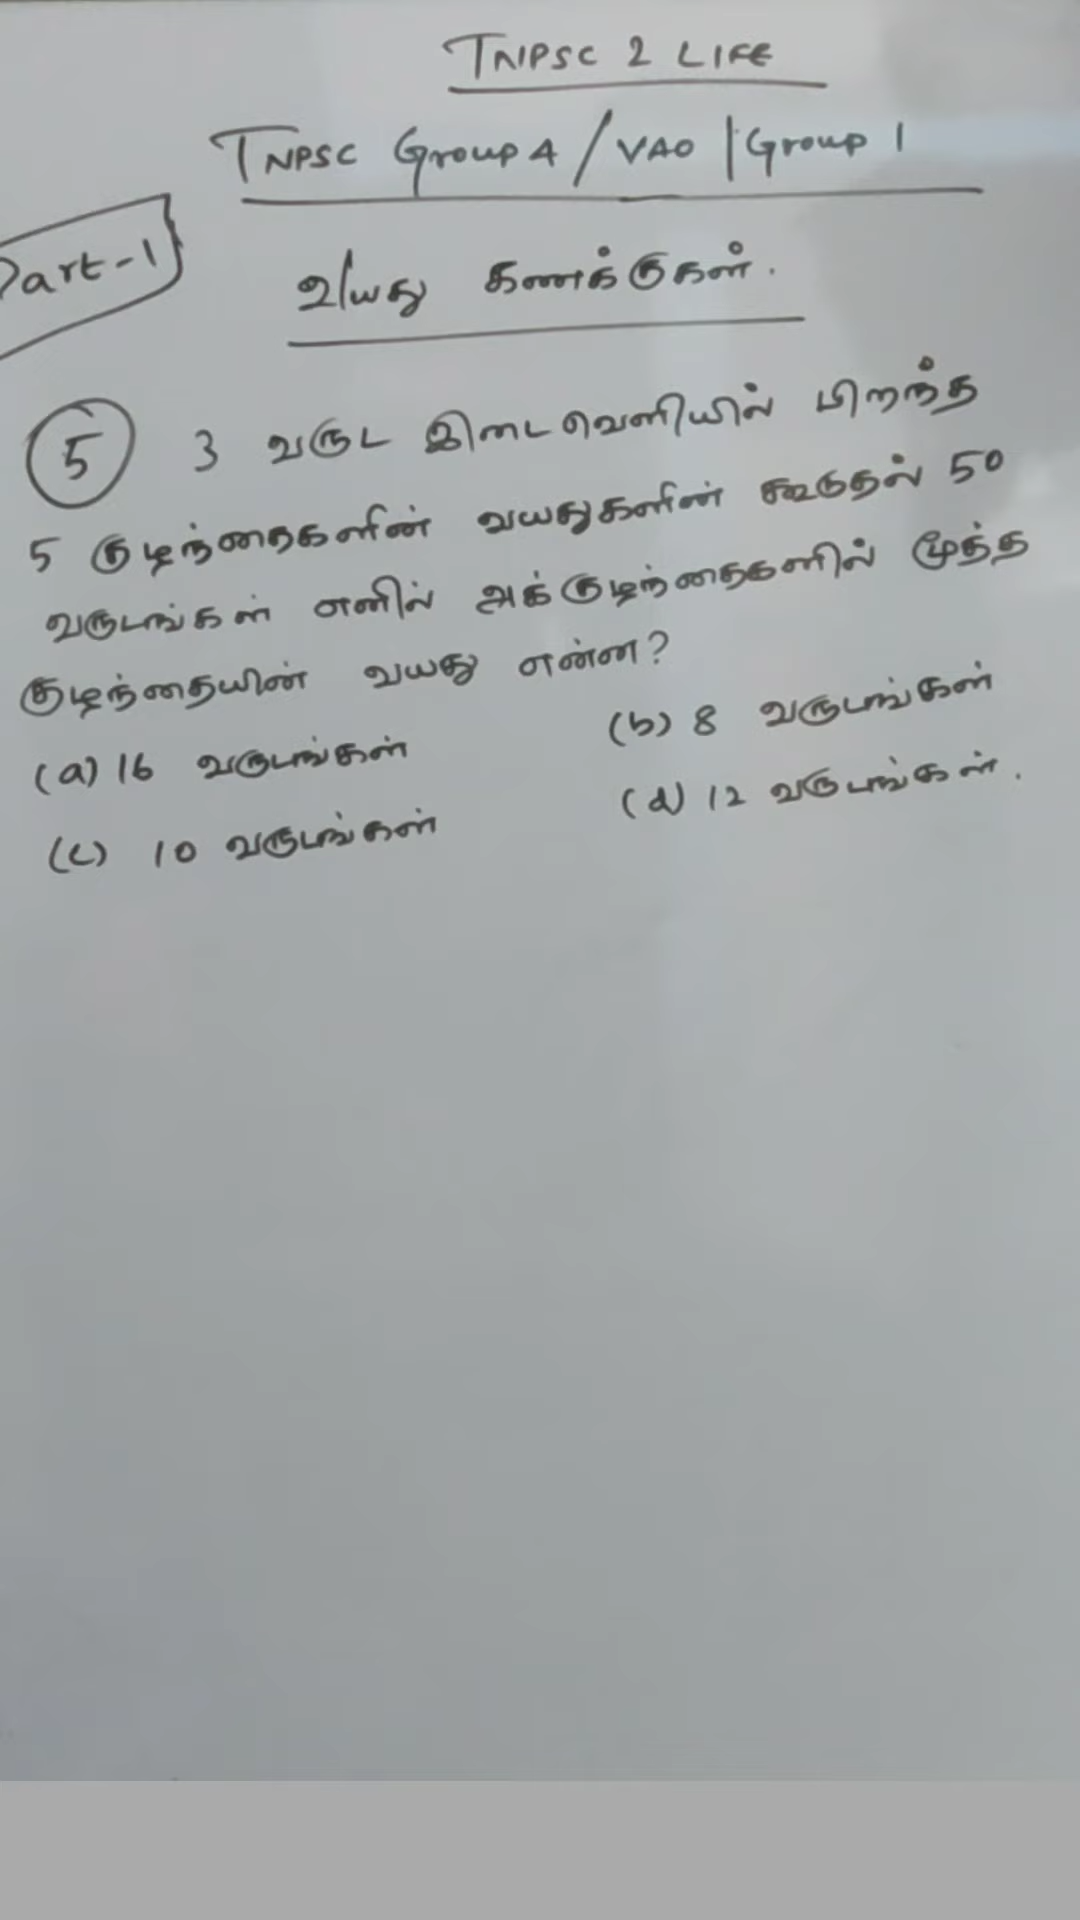 TNPSC 2 LIFE
TNPSC Group 4 / VAO | Group 1
Part-1
வயது கணக்குகள்.
5 3 வருட இடைவெளியில் பிறந்த
5 குழந்தைகளின் வயதுகளின் கூடுதல் 50
வருடங்கள் எனில் அக்குழந்தைகளில் மூத்த
குழந்தையின் வயது என்ன?
(a) 16 வருடங்கள் (b) 8 வருடங்கள்
(c) 10 வருடங்கள் (d) 12 வருடங்கள்.